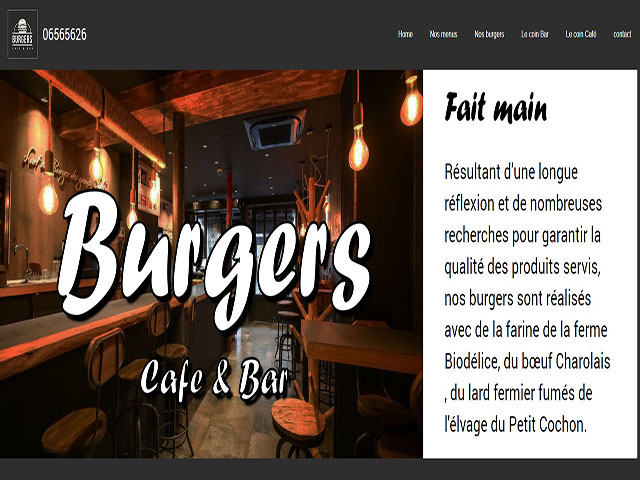 BURGERS
CAFE & BAR
06565626
Home
Nos menus
Nos burgers
Le coin Bar
Le coin Café
contact
Burgers
Cafe & Bar
Fait main
Résultant d'une longue
réflexion et de nombreuses
recherches pour garantir la
qualité des produits servis,
nos burgers sont réalisés
avec de la farine de la ferme
Biodélice, du bœuf Charolais
, du lard fermier fumés de
l'élvage du Petit Cochon.